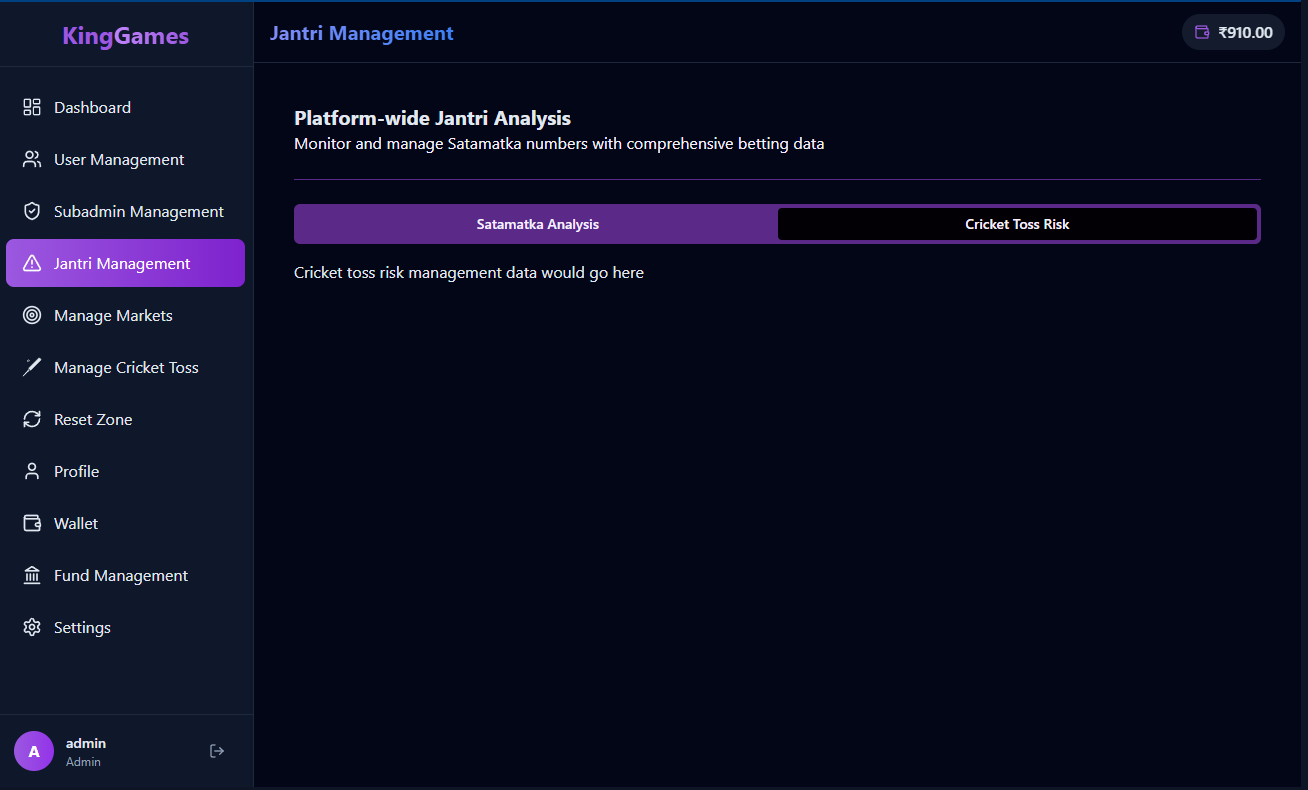 KingGames
Jantri Management
₹910.00
Dashboard
User Management
Subadmin Management
Jantri Management
Manage Markets
Manage Cricket Toss
Reset Zone
Profile
Wallet
Fund Management
Settings
A
admin
Admin
Platform-wide Jantri Analysis
Monitor and manage Satamatka numbers with comprehensive betting data
Satamatka Analysis
Cricket Toss Risk
Cricket toss risk management data would go here